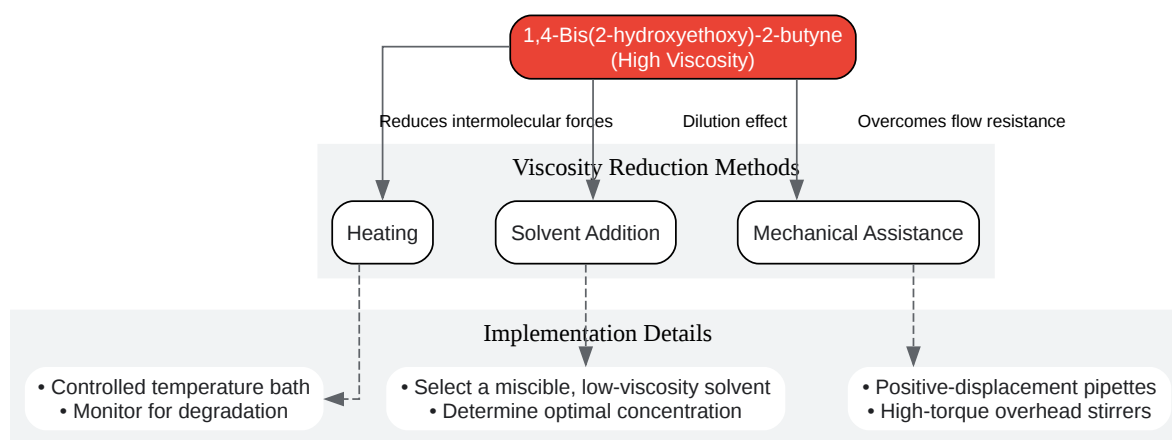 1,4-Bis(2-hydroxyethoxy)-2-butyne
(High Viscosity)
Reduces intermolecular forces
Dilution effect
Overcomes flow resistance
Viscosity Reduction Methods
Heating
Solvent Addition
Mechanical Assistance
Implementation Details
• Controlled temperature bath
• Monitor for degradation
• Select a miscible, low-viscosity solvent
• Determine optimal concentration
• Positive-displacement pipettes
• High-torque overhead stirrers